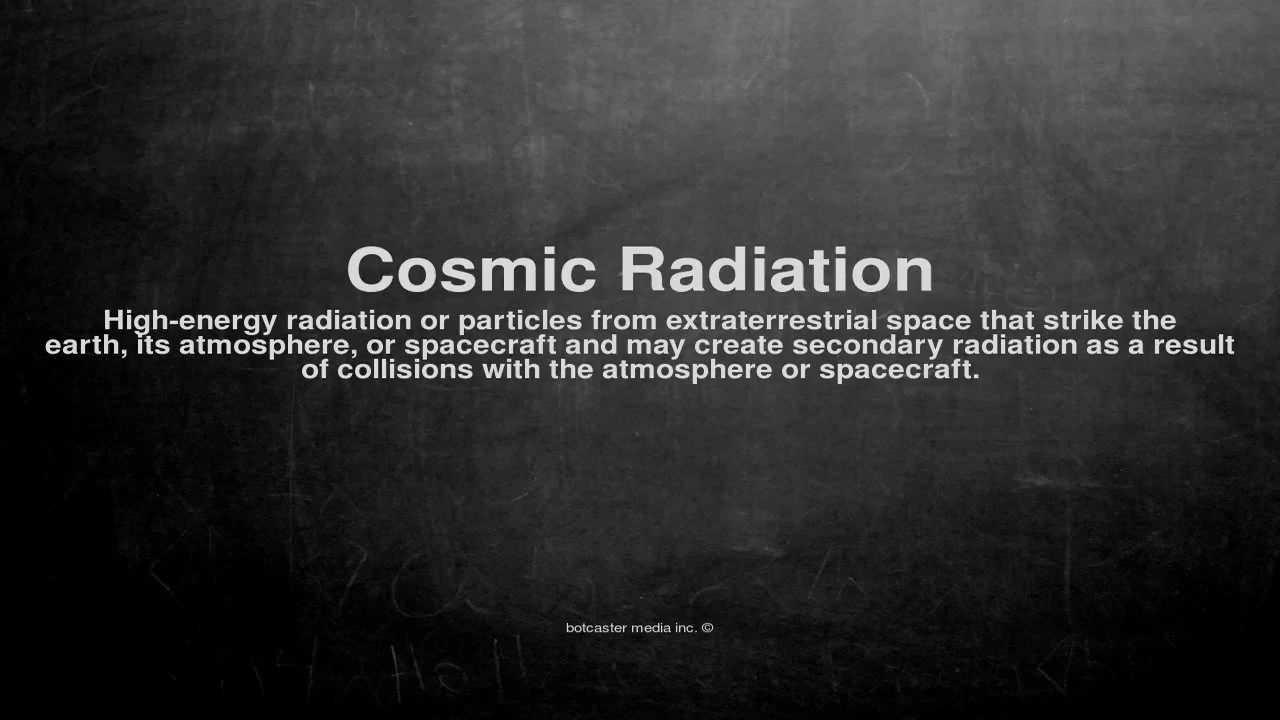 Cosmic Radiation
High-energy radiation or particles from extraterrestrial space that strike the
earth, its atmosphere, or spacecraft and may create secondary radiation as a result
of collisions with the atmosphere or spacecraft.
botcaster media inc. ©